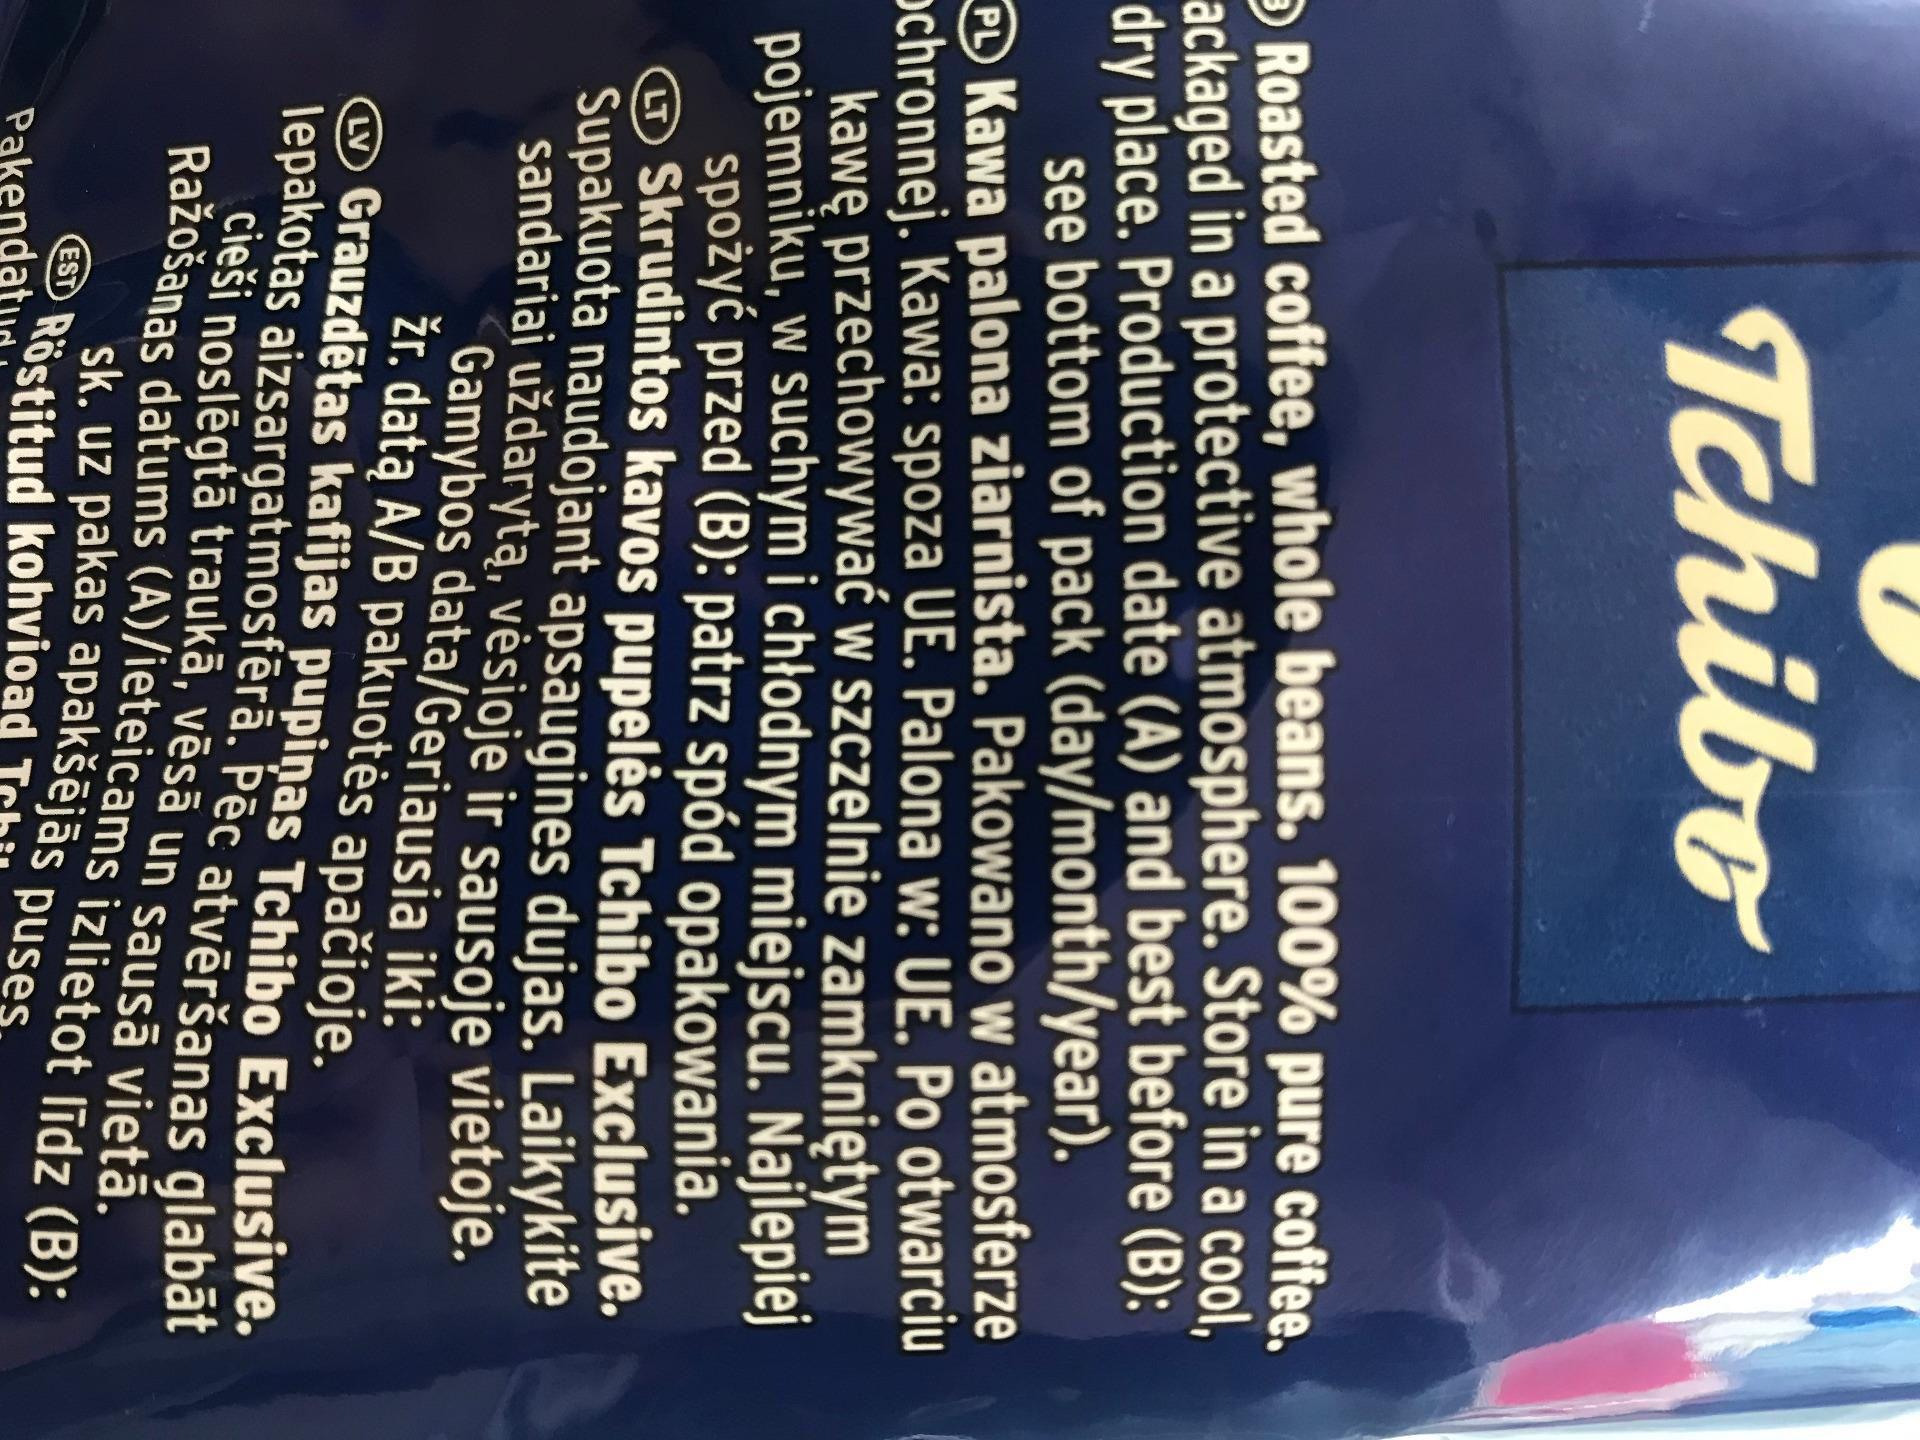 Tchibo
Roasted coffee, whole beans. 100% pure coffee.
ackaged in a protective atmosphere. Store in a cool,
dry place. Production date (A) and best before (B):
see bottom of pack (day/month/year).
PL Kawa palona ziarnista. Pakowano w atmosferze
ochronnej. Kawa: spoza UE. Palona w: UE. Po otwarciu
kawę przechowywać w szczelnie zamkniętym
pojemniku, w suchym i chłodnym miejscu. Najlepiej
spożyć przed (B): patrz spód opakowania.
LT Skrudintos kavos pupelės Tchibo Exclusive.
Supakuota naudojant apsaugines dujas. Laikykite
sandariai uždarytą, vėsioje ir sausoje vietoje.
Gamybos data/Geriausia iki:
žr. datą A/B pakuotės apačioje.
LV Grauzdētas kafijas pupiņas Tchibo Exclusive.
Iepakotas aizsargatmosfērā. Pēc atvēršanas glabāt
cieši noslēgtā traukā, vēsā un sausā vietā.
Ražošanas datums (A)/ieteicams izlietot līdz (B):
sk. uz pakas apakšējās puses.
EST Röstitud kohvioad